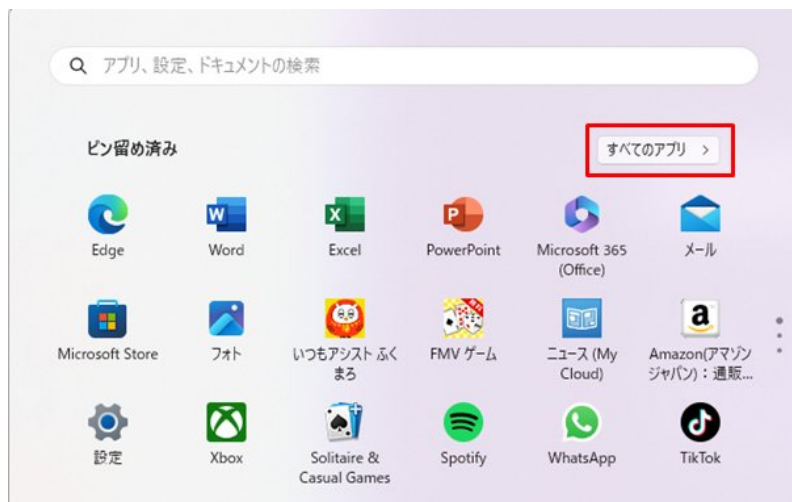 アプリ、設定、ドキュメントの検索
ピン留め済み
すべてのアプリ >
Edge
Word
Excel
PowerPoint
Microsoft 365
(Office)
メール
Microsoft Store
フォト
いつもアシスト ふく
まろ
FMV ゲーム
無料
ニュース (My
Cloud)
Amazon(アマゾン
ジャパン)：通販...
設定
Xbox
Solitaire &
Casual Games
Spotify
WhatsApp
TikTok